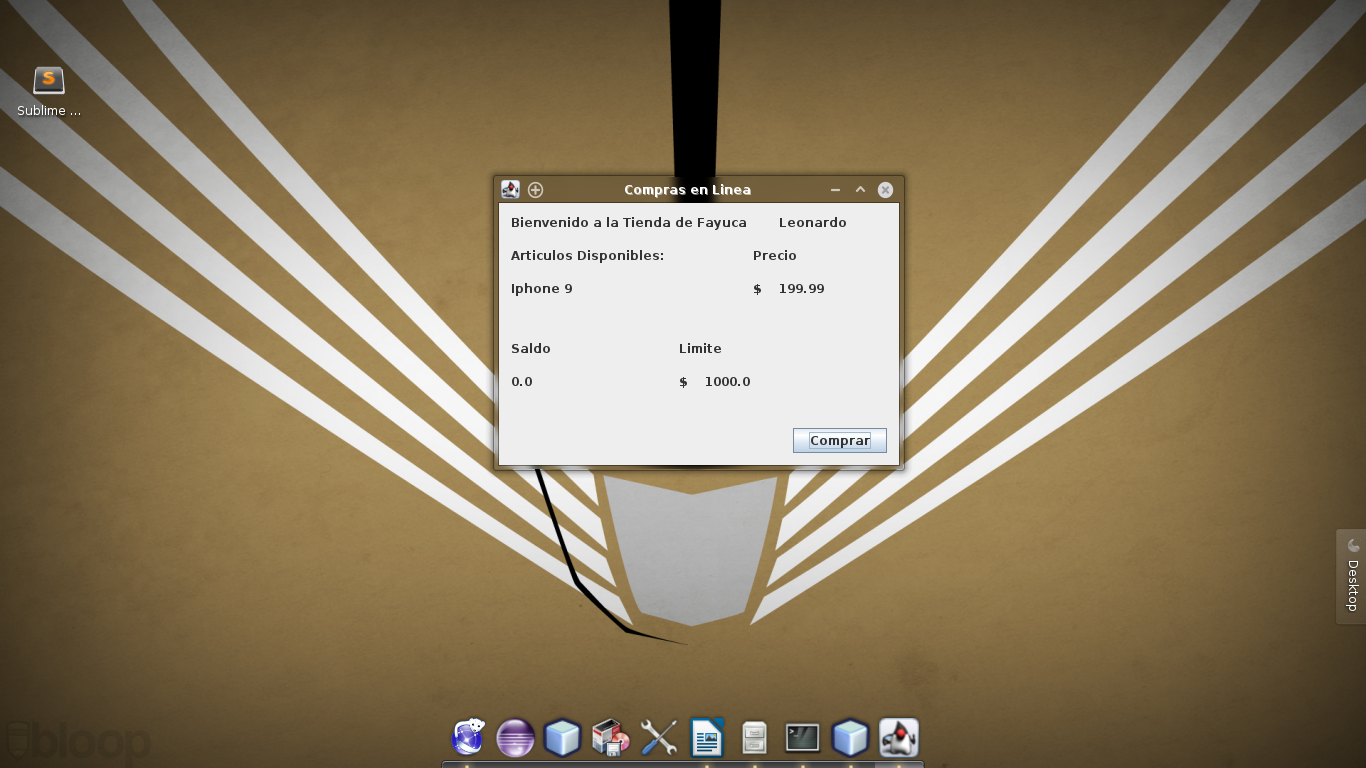 Sublime ...
Compras en Linea
Bienvenido a la Tienda de Fayuca Leonardo
Articulos Disponibles: Precio
Iphone 9 $ 199.99
Saldo Limite
0.0 $ 1000.0
Comprar
Desktop
bloop